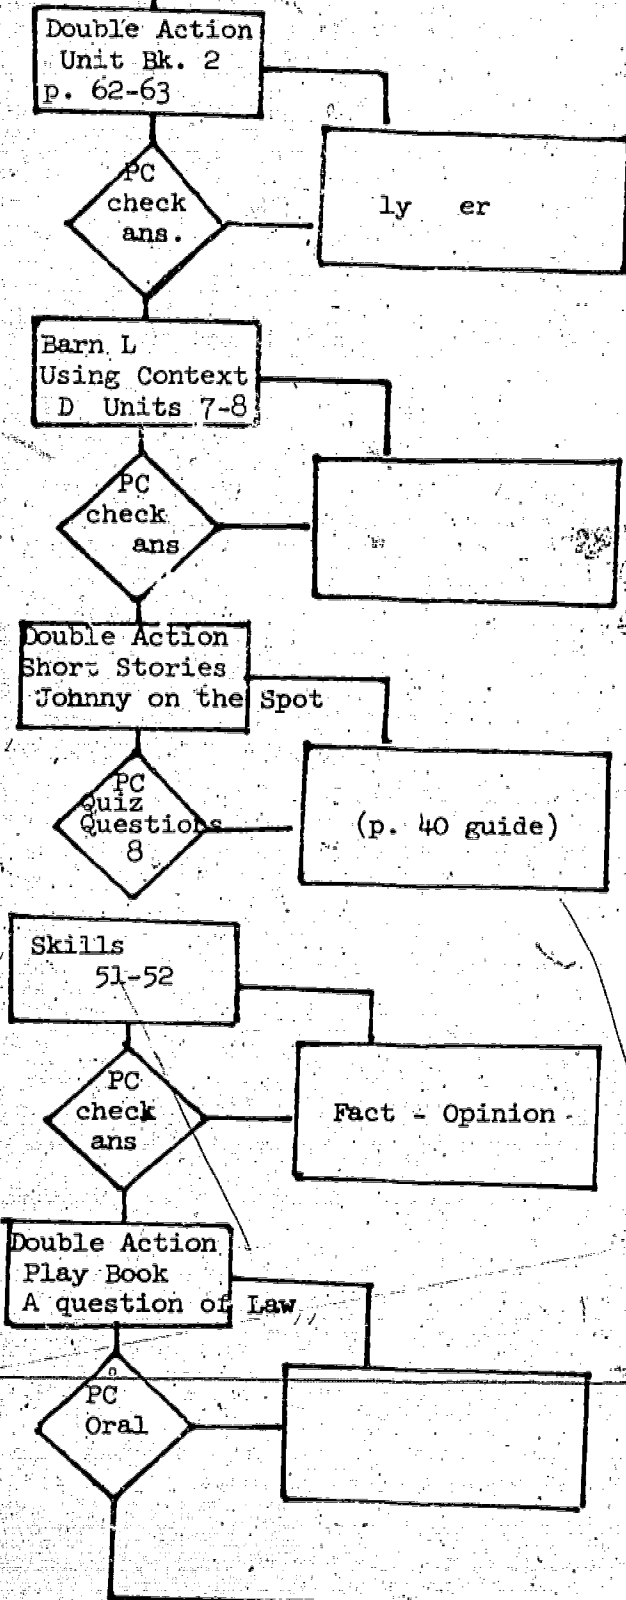 Double Action
Unit Bk. 2
p. 62-63
PC
check
ans.
ly er
Barn L
Using Context
D Units 7-8
PC
check
ans
Double Action
Short Stories
Johnny on the Spot
PC
Quiz
Questions
8
(p. 40 guide)
Skills
51-52
PC
check
ans
Fact - Opinion
Double Action
Play Book
A question of Law
PC
Oral